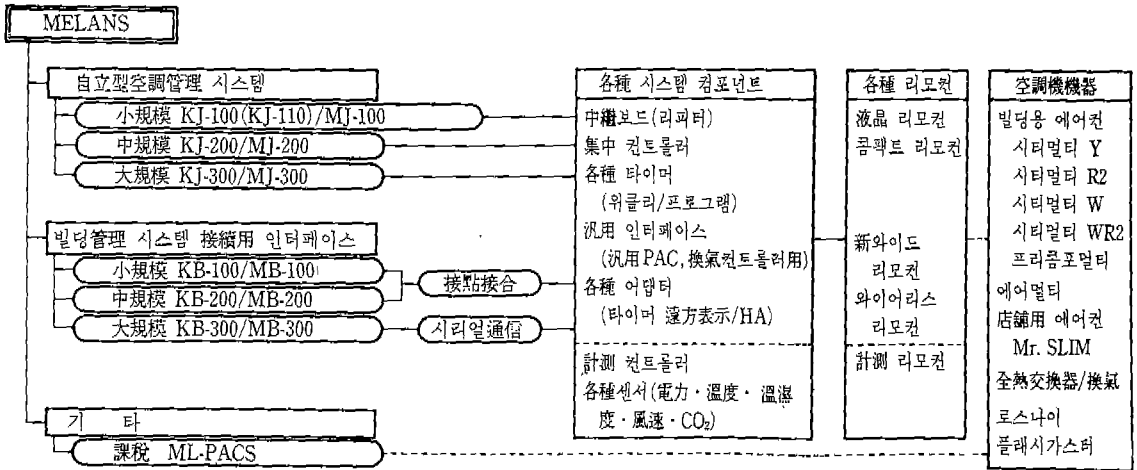 MELANS
自立型空調管理 시스템
小規模 KJ-100(KJ-110)/MJ-100
中規模 KJ-200/MJ-200
大規模 KJ-300/MJ-300
빌딩管理 시스템 接續用 인터페이스
小規模 KB-100/MB-100
中規模 KB-200/MB-200
大規模 KB-300/MB-300
接點接合
시리얼通信
기 타
課稅 ML-PACS
各種 시스템 컴포넌트
中繼보드(리피터)
集中 컨트롤러
各種 타이머
(위클리/프로그램)
汎用 인터페이스
(汎用PAC, 換氣컨트롤러用)
各種 어댑터
(타이머 遠方表示/HA)
計測 컨트롤러
各種센서(電力・溫度・ 溫濕
度・風速・CO₂)
各種 리모컨
液晶 리모컨
콤팩트 리모컨
新와이드
리모컨
와이어리스
리모컨
計測 리모컨
空調機機器
빌딩용 에어컨
시티멀티 Y
시티멀티 R2
시티멀티 W
시티멀티 WR2
프리콤포멀티
에어멀티
店舗用 에어컨
Mr. SLIM
全熱交換器/換氣
로스나이
플래시가스터